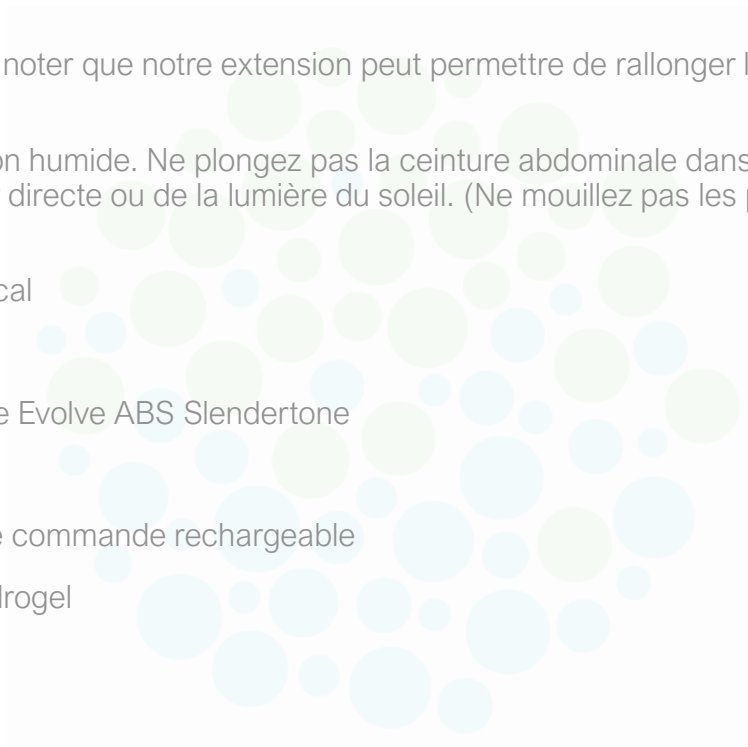 noter que notre extension peut permettre de rallonger l
on humide. Ne plongez pas la ceinture abdominale dans
directe ou de la lumière du soleil. (Ne mouillez pas les p
cal
e Evolve ABS Slendertone
e commande rechargeable
drogel